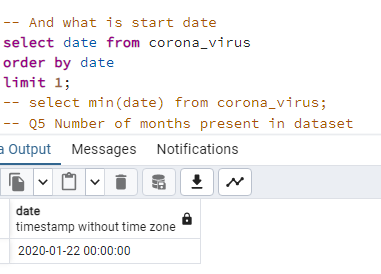 -- And what is start date
select date from corona_virus
order by date
limit 1;
-- select min(date) from corona_virus;
-- Q5 Number of months present in dataset
a Output Messages Notifications
date
timestamp without time zone
2020-01-22 00:00:00